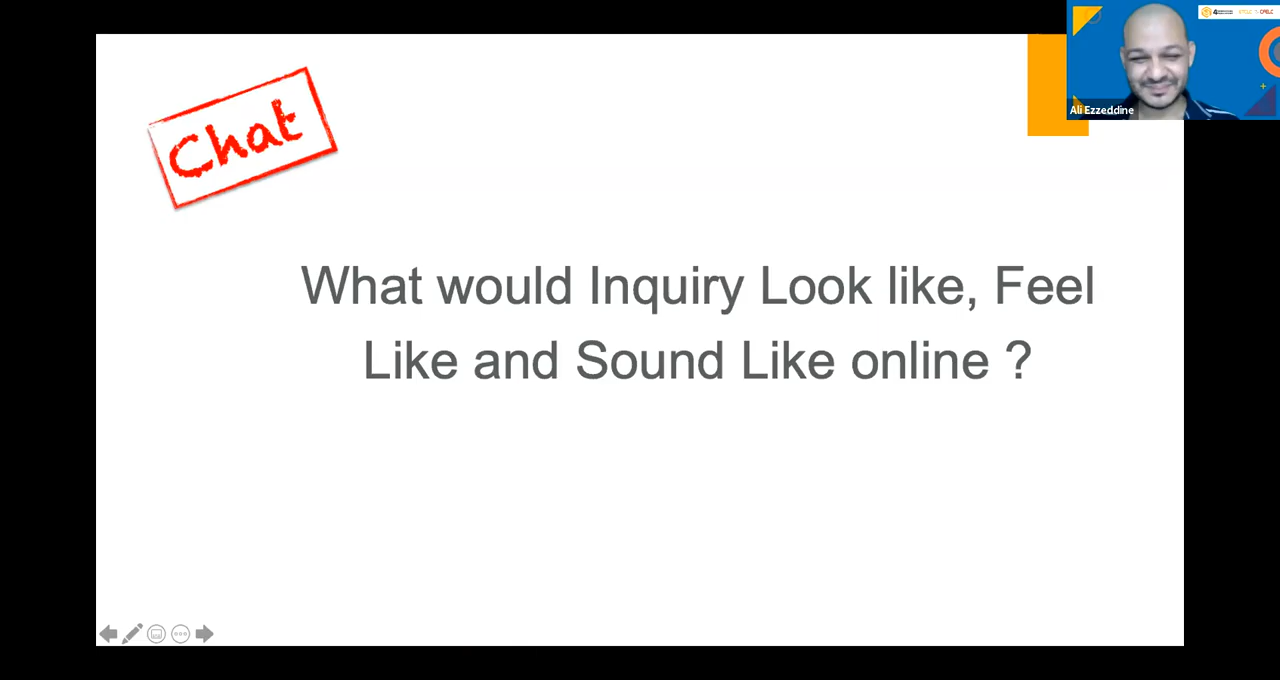 Chat
Ali Ezzeddine
What would Inquiry Look like, Feel
Like and Sound Like online ?